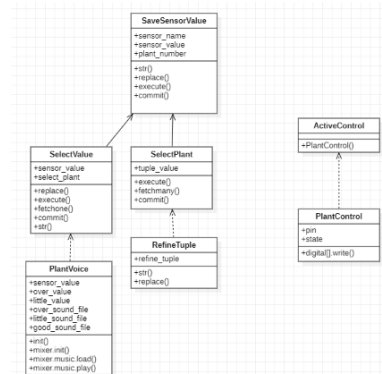 SaveSensorValue
+sensor_name
+sensor_value
+plant_number
+str()
+replace()
+execute()
+commit()
SelectValue
+sensor_value
+select_plant
+replace()
+execute()
+fetchone()
+commit()
+str()
SelectPlant
+tuple_value
+execute()
+fetchmany()
+commit()
ActiveControl
+PlantControl()
PlantControl
+pin
+state
+digital[].write()
RefineTuple
+refine_tuple
+str()
+replace()
PlantVoice
+sensor_value
+over_value
+little_value
+over_sound_file
+little_sound_file
+good_sound_file
+init()
+mixer.init()
+mixer.music.load()
+mixer.music.play()